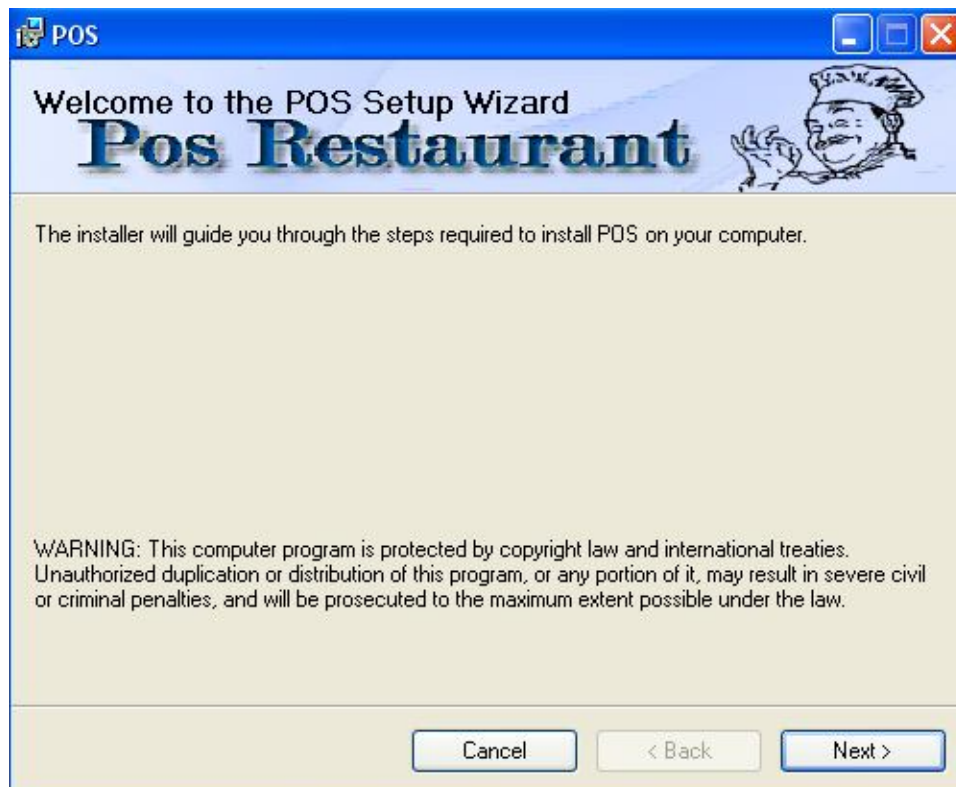 POS
Welcome to the POS Setup Wizard
Pos Restaurant
The installer will guide you through the steps required to install POS on your computer.
WARNING: This computer program is protected by copyright law and international treaties.
Unauthorized duplication or distribution of this program, or any portion of it, may result in severe civil
or criminal penalties, and will be prosecuted to the maximum extent possible under the law.
Cancel < Back Next >